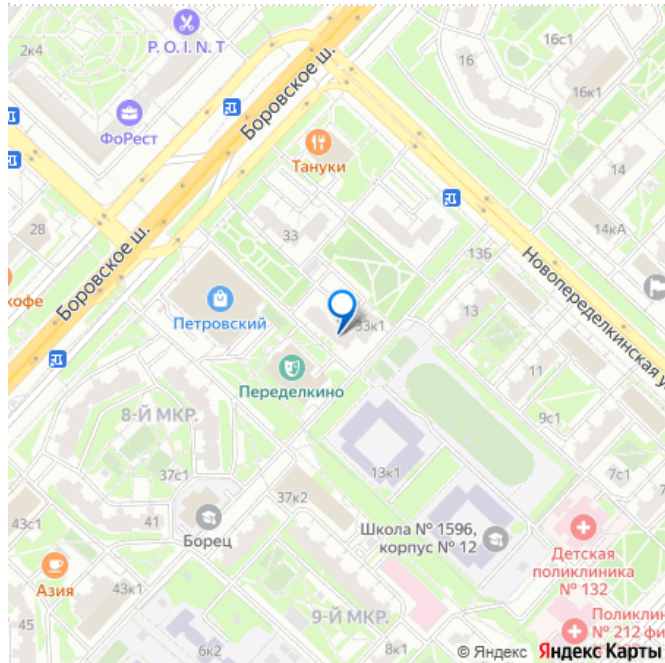 2к4
P. O. I. N. T
Боровское ш.
16с1
16
16к1
ФоРест
Тануки
14
28
33
14кА
13Б
Новопеределкинская у
Боровское ш.
кофе
Петровский
33к1
13
11
Переделкино
8-Й МКР.
9с1
37с1
13к1
7с1
7
43с1
41
37к2
Борец
Школа № 1596,
корпус № 12
Детская
поликлиника
№ 132
Азия
43к1
45
9-Й МКР.
6к2
Поликлин
№ 212 фи
© Яндекс Яндекс Карты